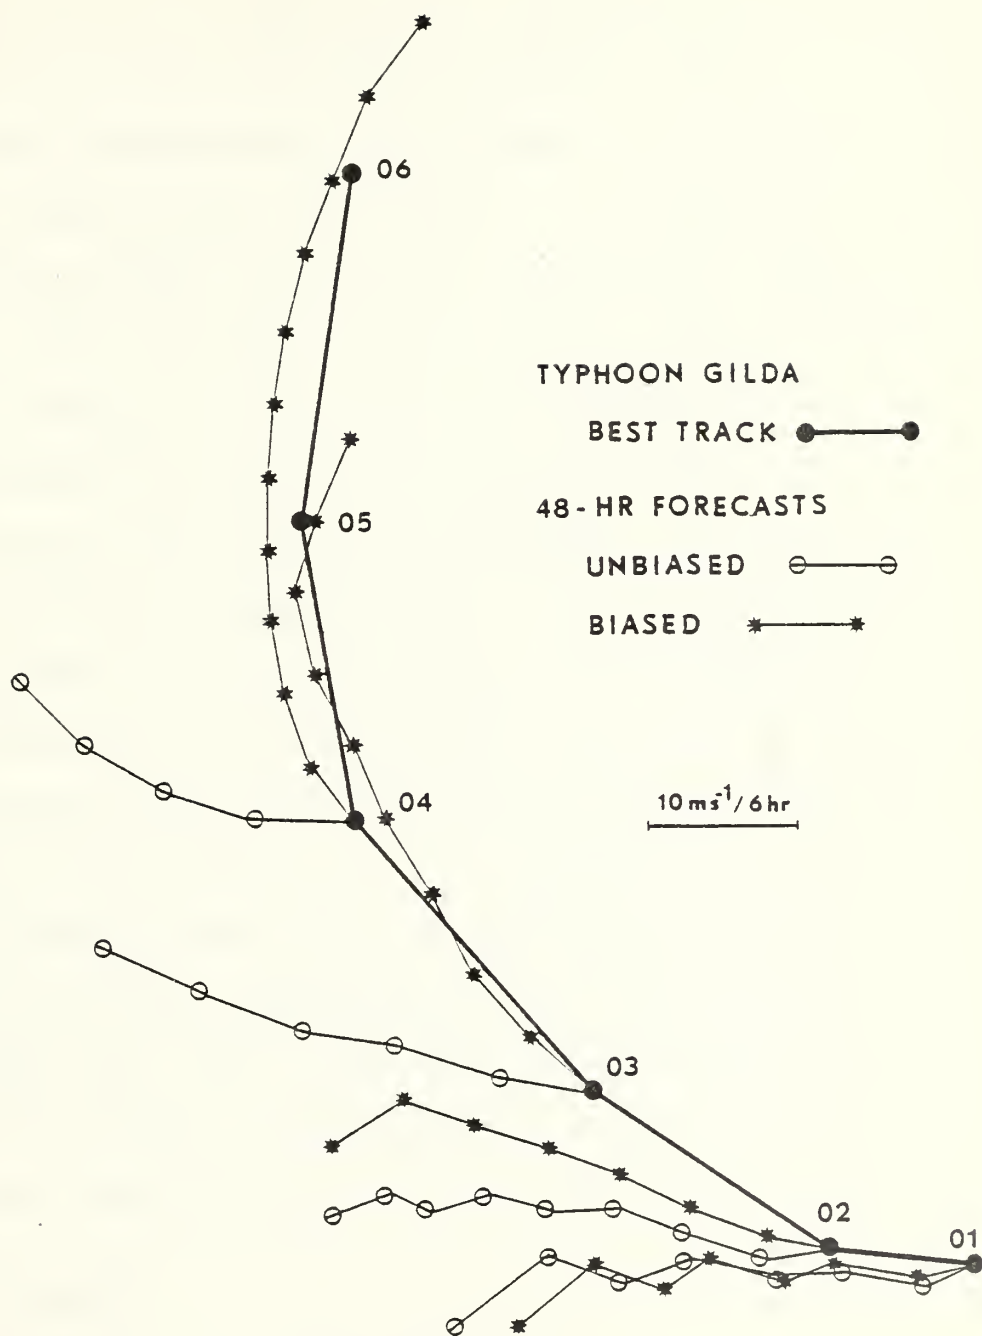 06
TYPHOON GILDA
BEST TRACK
05
48-HR FORECASTS
UNBIASED
BIASED
04
10 ms⁻¹/6 hr
03
02
01